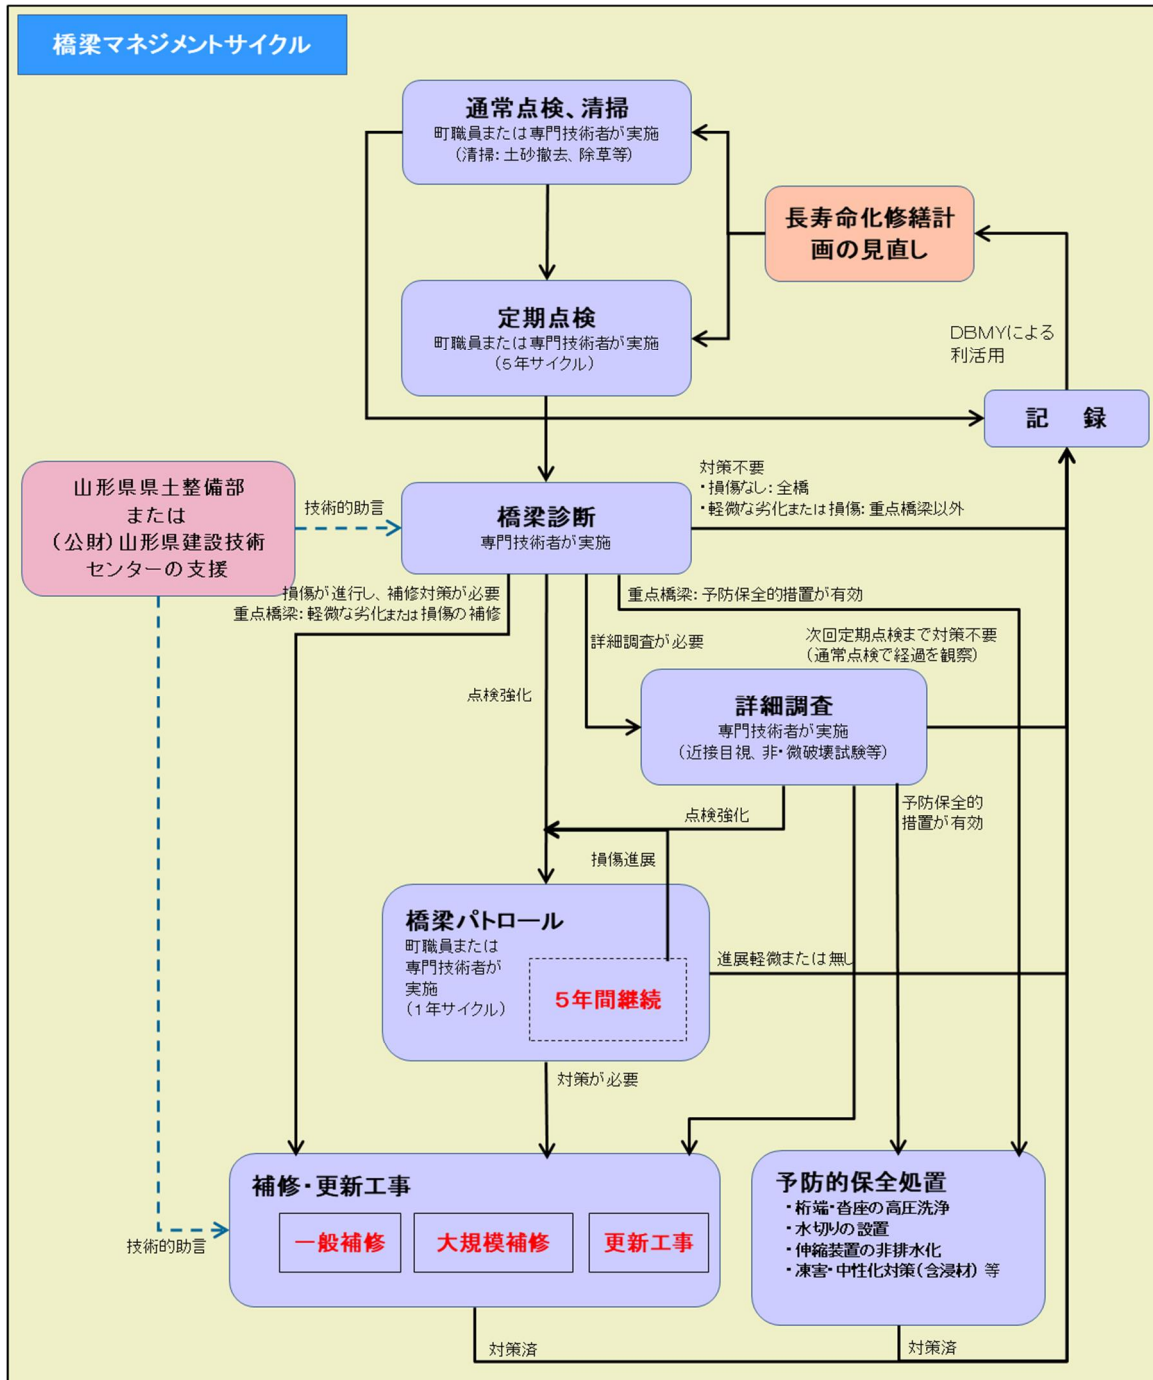 橋梁マネジメントサイクル
通常点検、清掃
町職員または専門技術者が実施
(清掃:土砂撤去、除草等)
長寿命化修繕計
画の見直し
定期点検
町職員または専門技術者が実施
(5年サイクル)
DBMYによる
利活用
記　録
山形県県土整備部
または
(公財)山形県建設技術
センターの支援
技術的助言
橋梁診断
専門技術者が実施
対策不要
・損傷なし:全橋
・軽微な劣化または損傷:重点橋梁以外
損傷が進行し、補修対策が必要
重点橋梁:軽微な劣化または損傷の補修
重点橋梁:予防保全的措置が有効
詳細調査が必要
次回定期点検まで対策不要
(通常点検で経過を観察)
点検強化
詳細調査
専門技術者が実施
(近接目視、非・微破壊試験等)
点検強化
予防保全的
措置が有効
損傷進展
橋梁パトロール
町職員または
専門技術者が
実施
(1年サイクル)
5年間継続
進展軽微または無し
対策が必要
補修・更新工事
一般補修
大規模補修
更新工事
技術的助言
予防的保全処置
・桁端・沓座の高圧洗浄
・水切りの設置
・伸縮装置の非排水化
・凍害・中性化対策(含浸材) 等
対策済
対策済